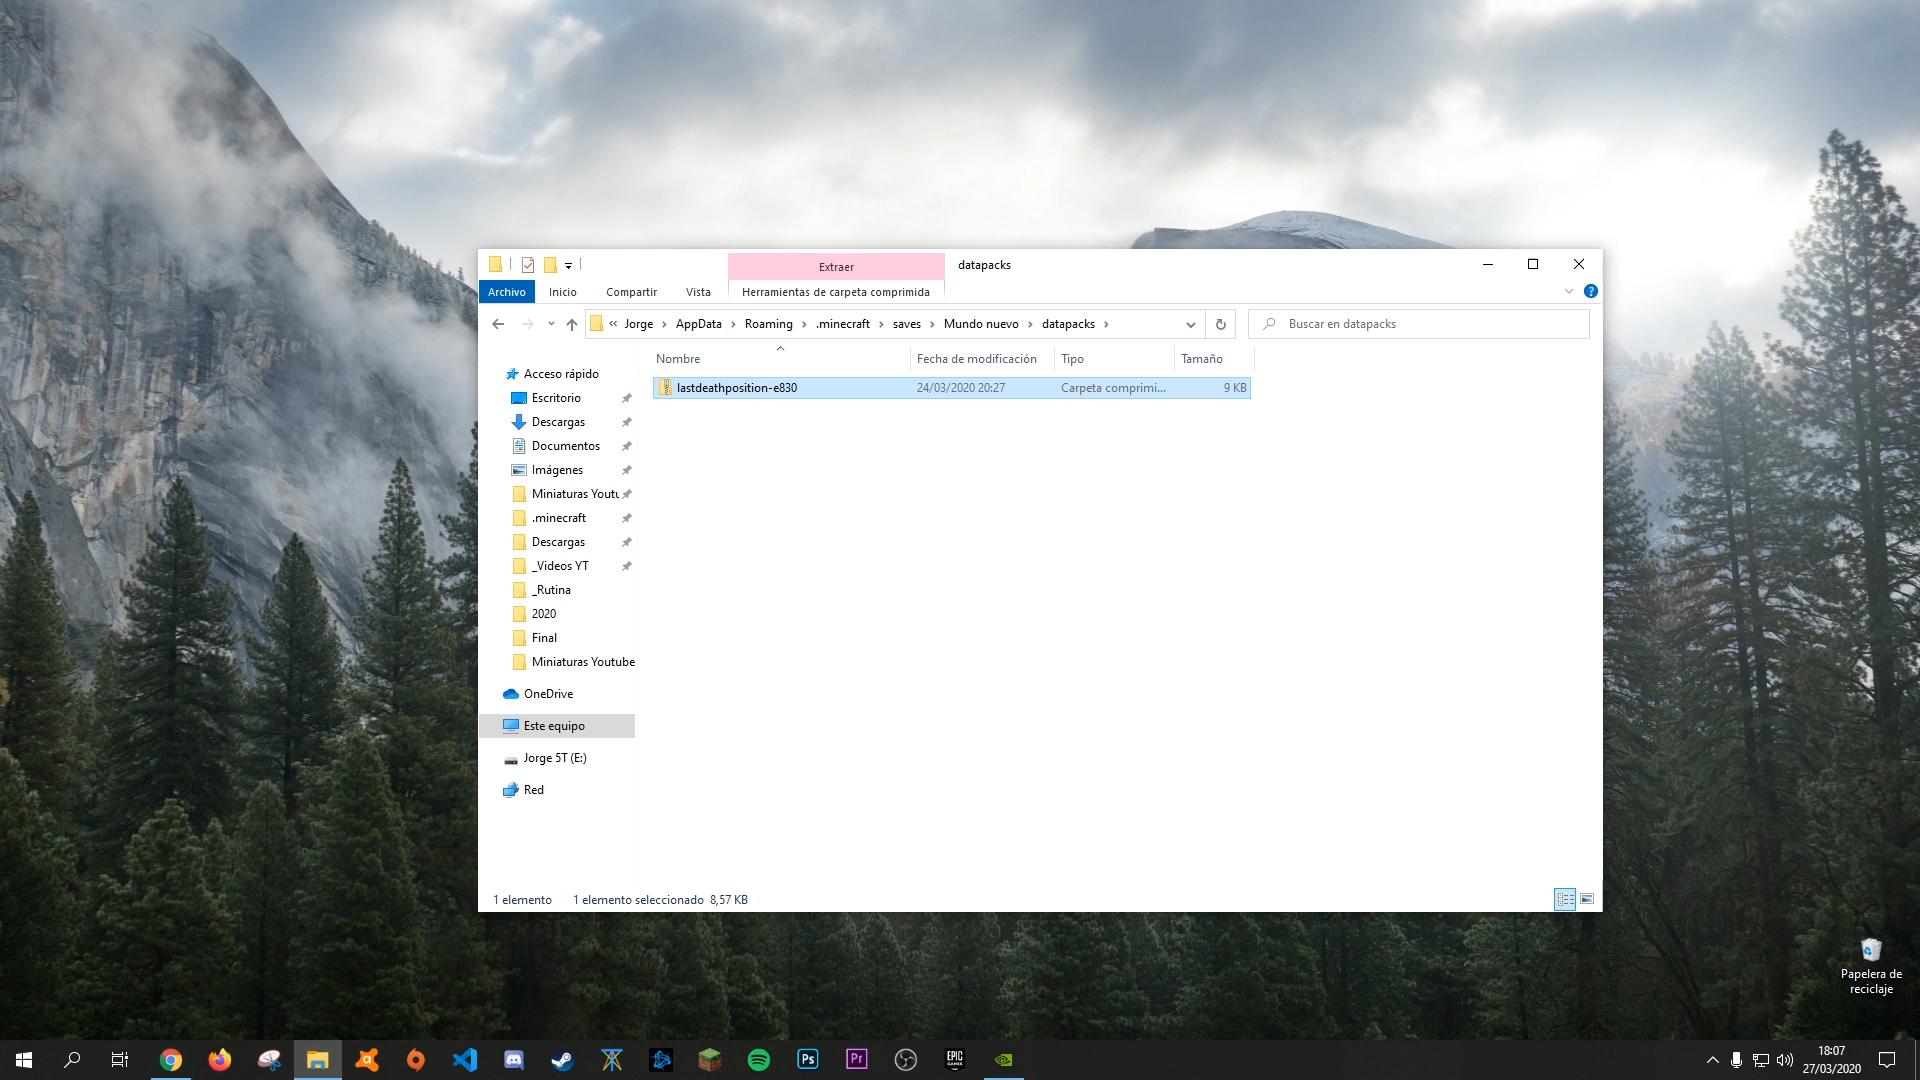 Extraer
datapacks
Archivo
Inicio
Compartir
Vista
Herramientas de carpeta comprimida
?
« Jorge › AppData › Roaming › .minecraft › saves › Mundo nuevo › datapacks ›
Buscar en datapacks
Nombre
Fecha de modificación
Tipo
Tamaño
lastdeathposition-e830
24/03/2020 20:27
Carpeta comprimi...
9 KB
Acceso rápido
Escritorio
Descargas
Documentos
Imágenes
Miniaturas Youtu
.minecraft
Descargas
_Videos YT
_Rutina
2020
Final
Miniaturas Youtube
OneDrive
Este equipo
Jorge 5T (E:)
Red
1 elemento
1 elemento seleccionado 8,57 KB
Papelera de
reciclaje
Ps
Pr
EPIC
GAMES
18:07
27/03/2020